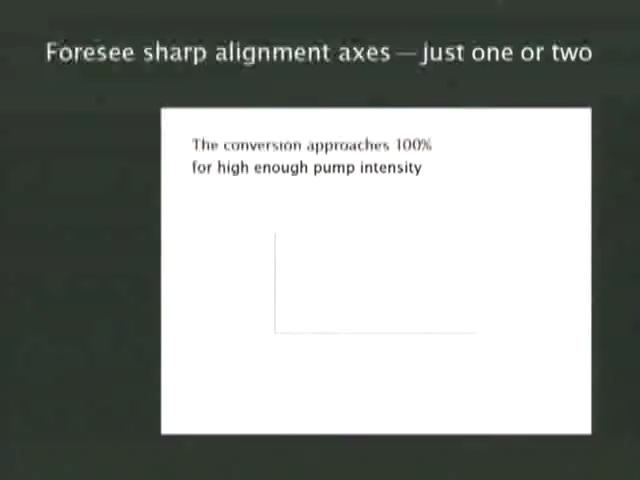 Foresee sharp alignment axes — just one or two
The conversion approaches 100%
for high enough pump intensity